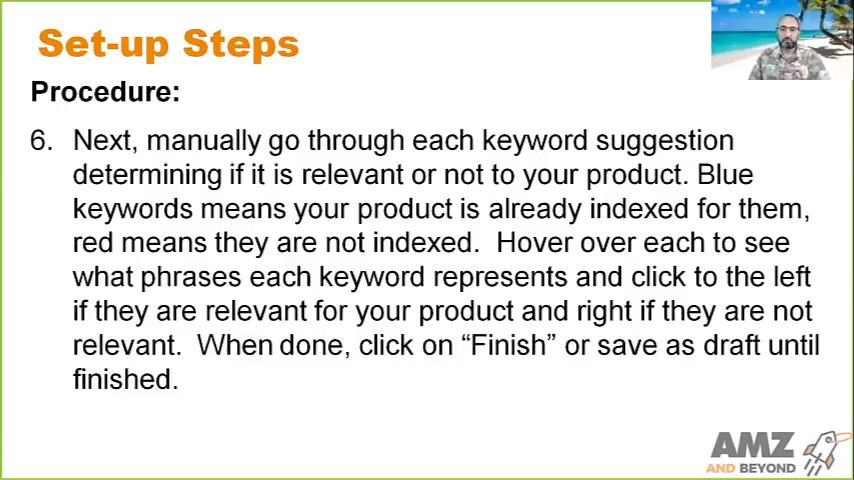 Set-up Steps
Procedure:
6. Next, manually go through each keyword suggestion
determining if it is relevant or not to your product. Blue
keywords means your product is already indexed for them,
red means they are not indexed.  Hover over each to see
what phrases each keyword represents and click to the left
if they are relevant for your product and right if they are not
relevant.  When done, click on “Finish” or save as draft until
finished.
AMZ
AND BEYOND